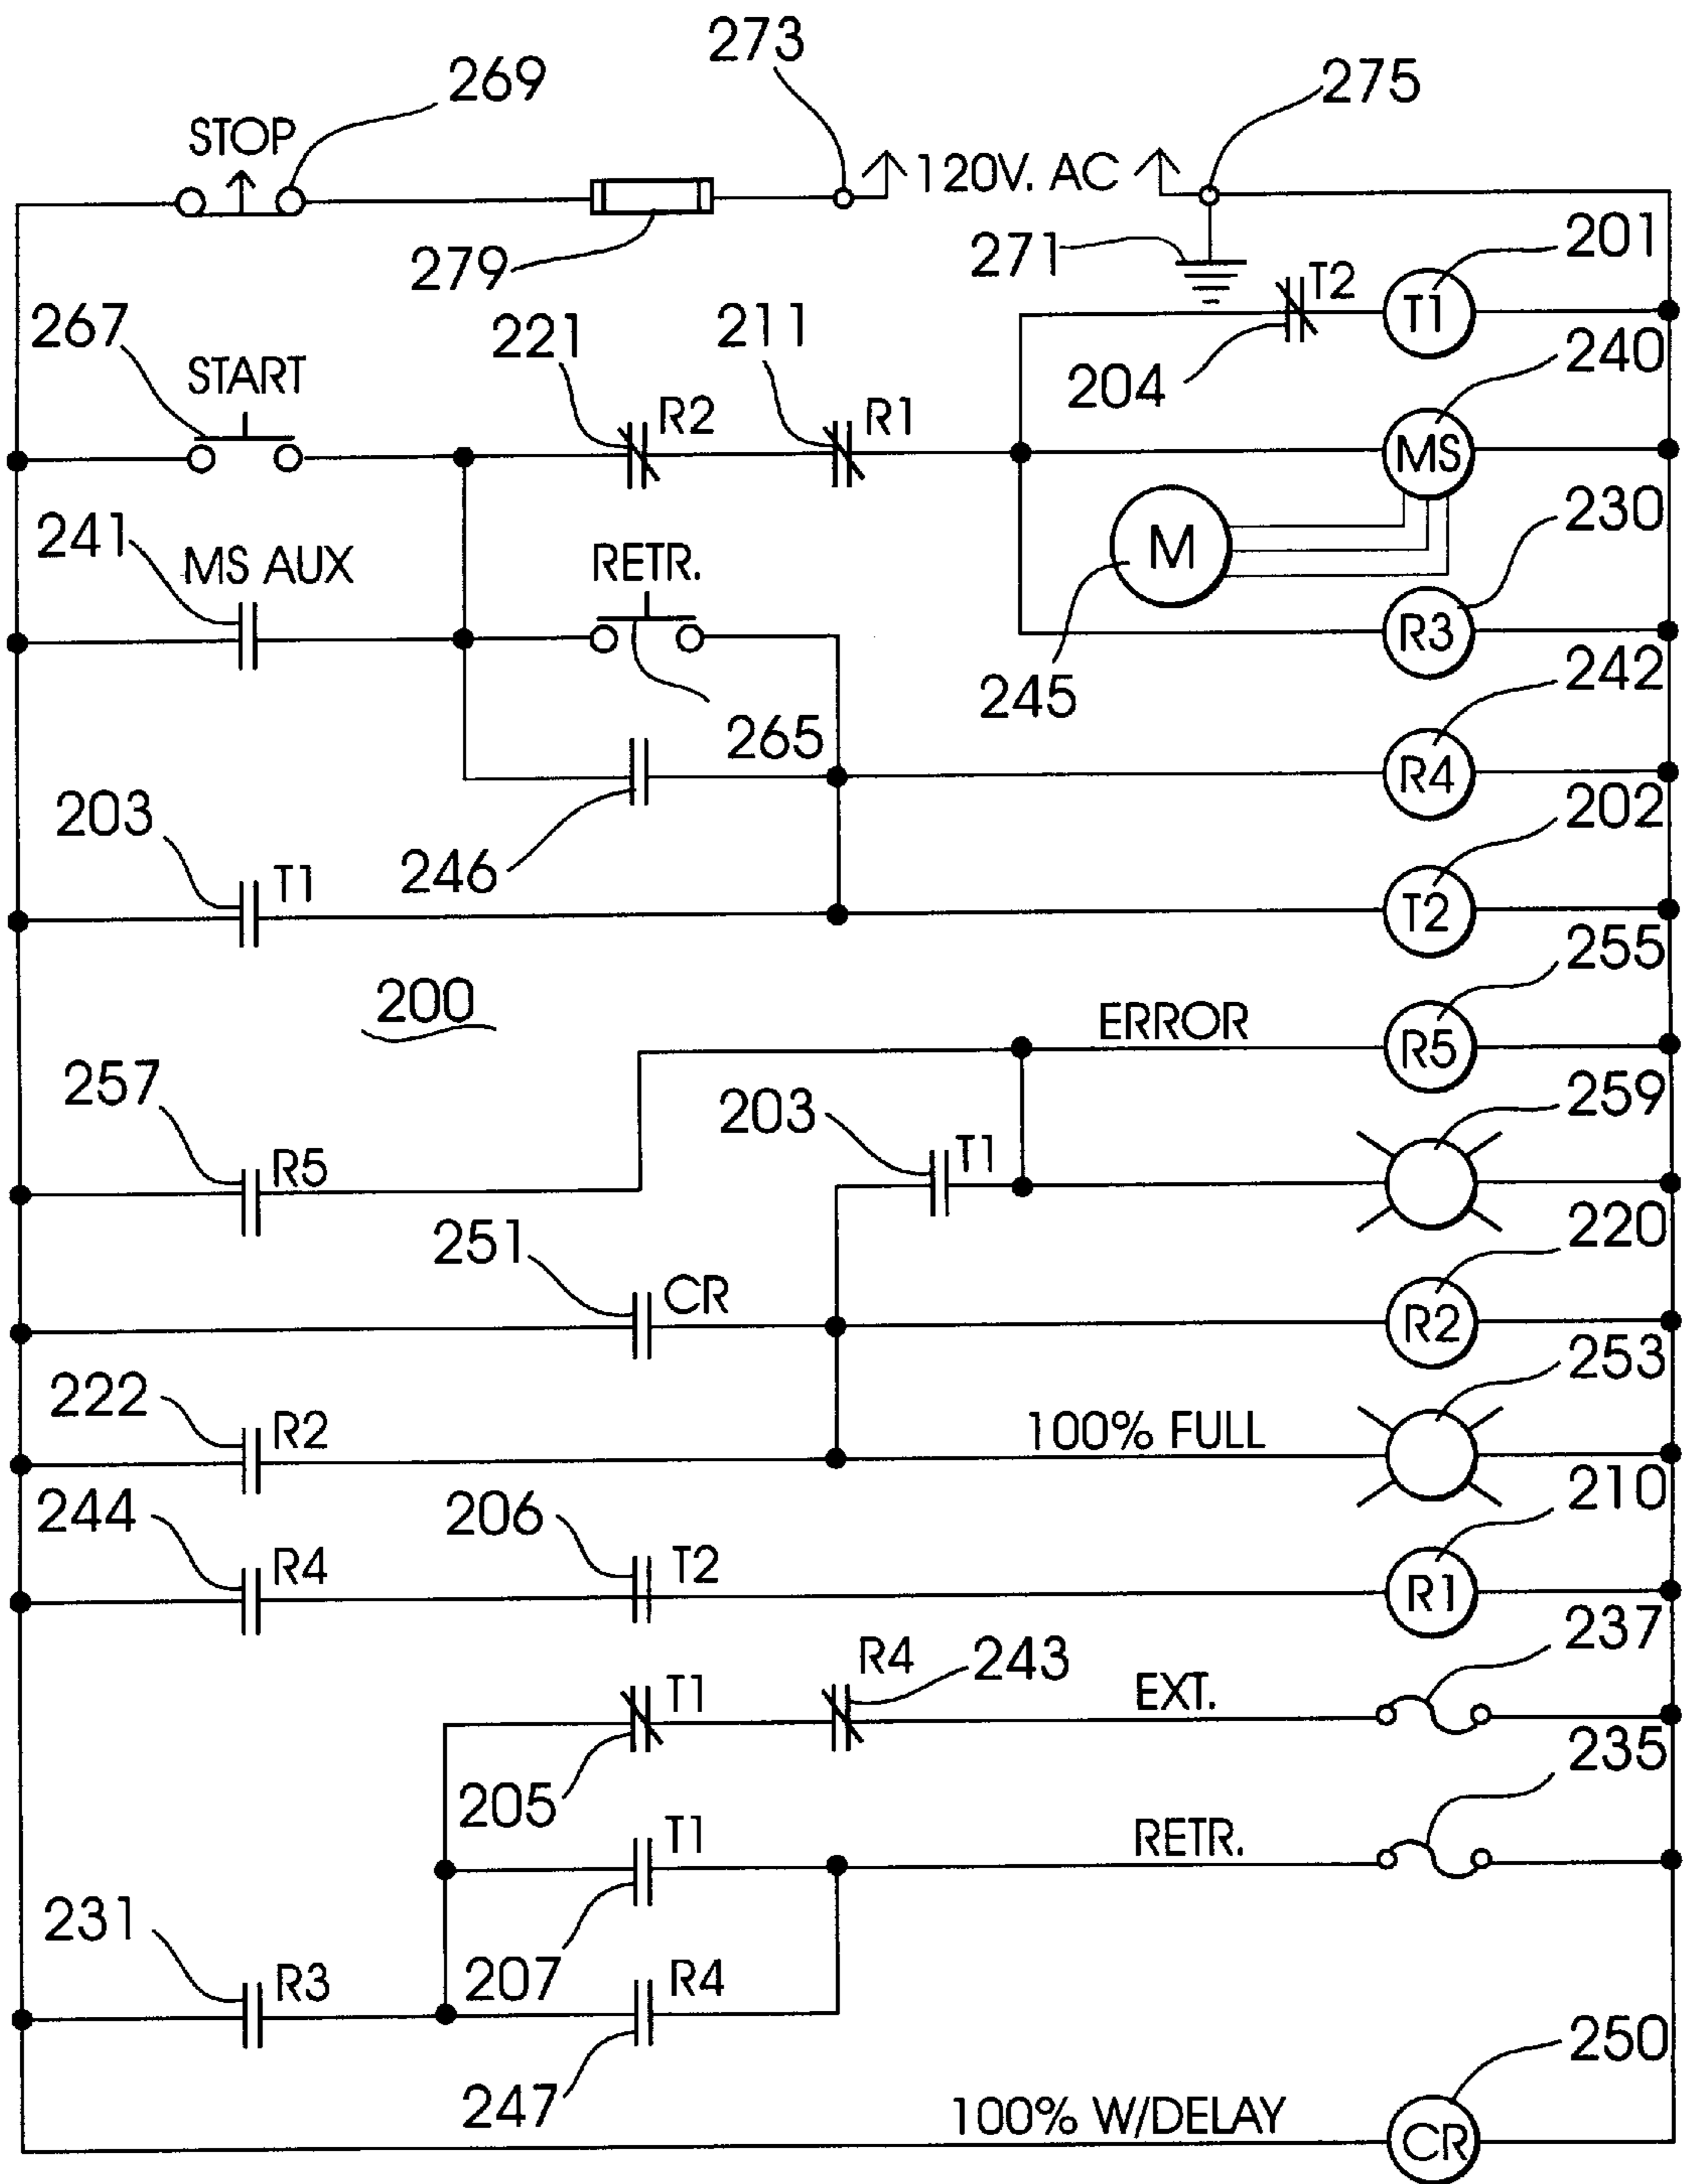 273
269
275
STOP
120V. AC
279
271
201
T2
T1
267
221
211
204
240
START
R2
R1
MS
241
MS AUX
RETR.
M
230
R3
245
242
265
R4
203
246
202
T1
T2
255
200
ERROR
R5
257
203
259
R5
T1
251
220
CR
R2
222
253
R2
100% FULL
244
206
210
R4
T2
R1
237
T1
R4
243
EXT.
235
205
T1
RETR.
231
207
R3
R4
250
247
100% W/DELAY
CR